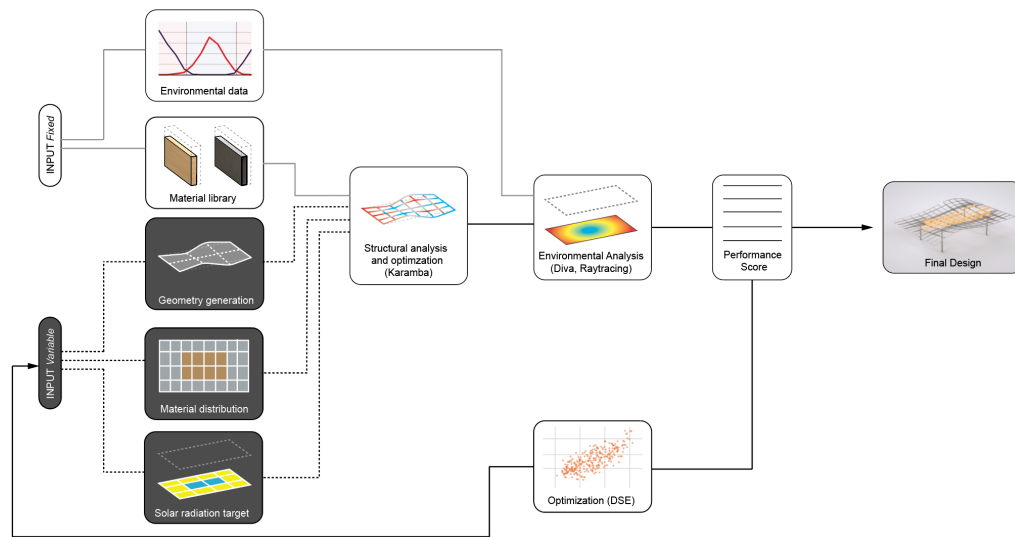 Environmental data
INPUT Fixed
Material library
Structural analysis
and optimzation
(Karamba)
Environmental Analysis
(Diva, Raytracing)
Performance
Score
Final Design
Geometry generation
INPUT Variable
Material distribution
Solar radiation target
Optimization (DSE)